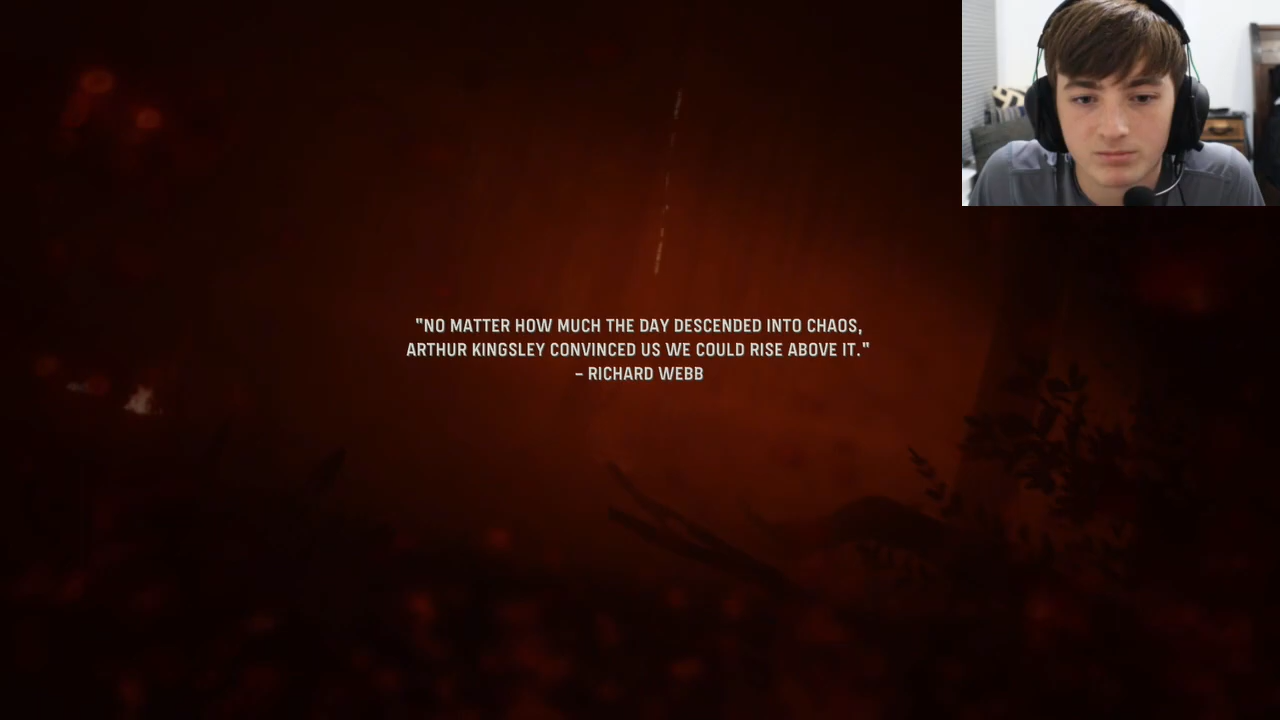 "NO MATTER HOW MUCH THE DAY DESCENDED INTO CHAOS,
ARTHUR KINGSLEY CONVINCED US WE COULD RISE ABOVE IT."
– RICHARD WEBB